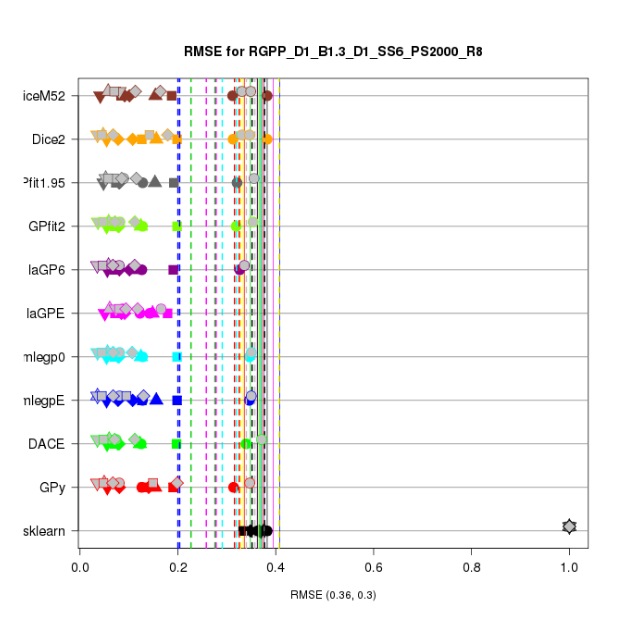 RMSE for RGPP_D1_B1.3_D1_SS6_PS2000_R8
iceM52
Dice2
Pfit1.95
GPfit2
laGP6
laGPE
mlegp0
mlegpE
DACE
GPy
sklearn
0.0 0.2 0.4 0.6 0.8 1.0
RMSE (0.36, 0.3)